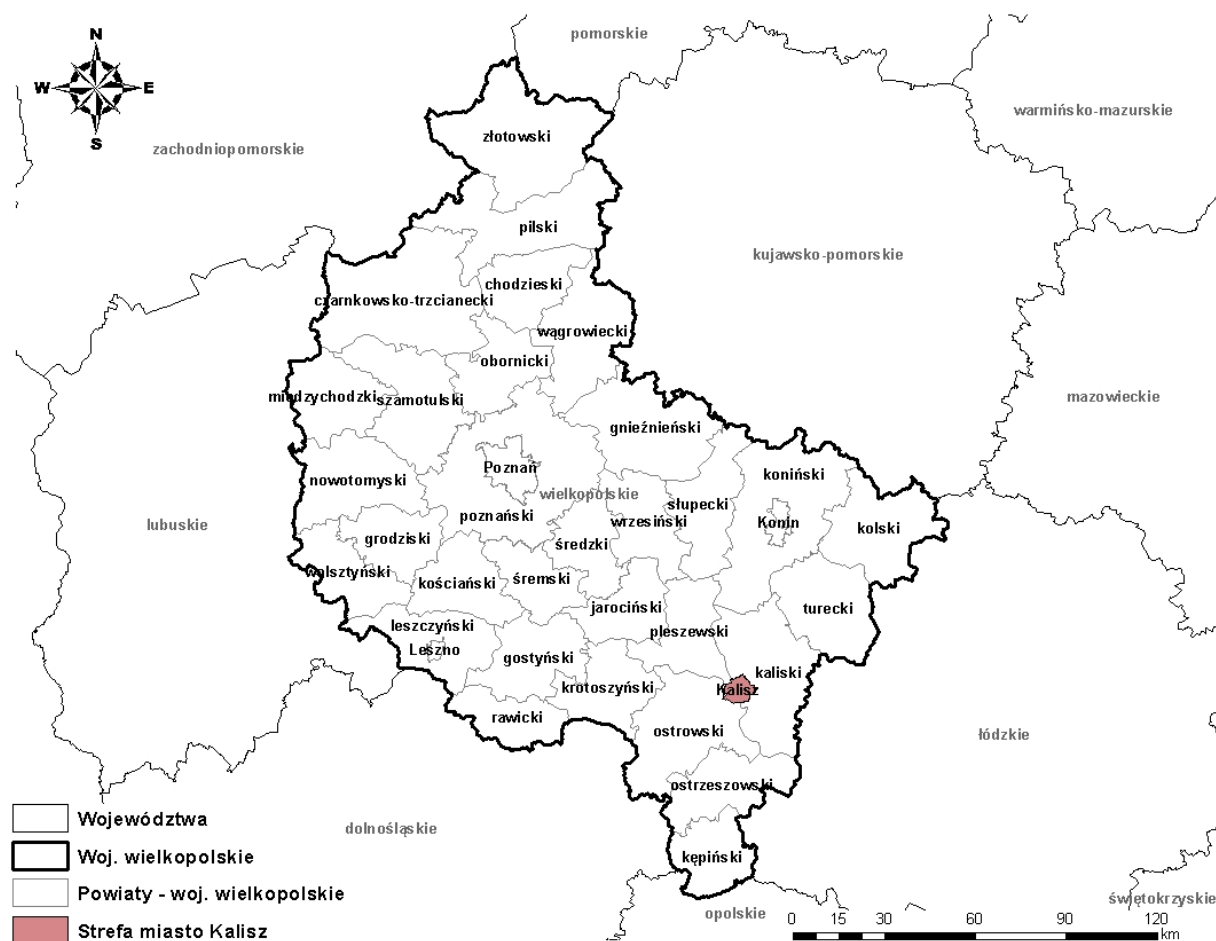 pomorskie
N
W
E
S
warmińsko-mazurskie
złotowski
zachodniopomorskie
pilski
kujawsko-pomorskie
chodzieski
czarnkowsko-trzcianecki
wągrowiecki
obornicki
międzychodzki
szamotulski
mazowieckie
gnieźnieński
Poznań
koniński
nowotomyski
wielkopolskie
słupecki
lubuskie
poznański
wrzesiński
Konin
kolski
grodziski
średzki
wolsztyński
kościański
śremski
jarociński
turecki
leszczyński
pleszewski
Leszno
gostyński
kaliski
krotoszyński
Kalisz
rawicki
ostrowski
łódzkie
ostrzeszowski
Województwa
dolnośląskie
Woj. wielkopolskie
kępiński
Powiaty - woj. wielkopolskie
świętokrzyskie
opolskie
0 15 30 60 90 120
km
Strefa miasto Kalisz